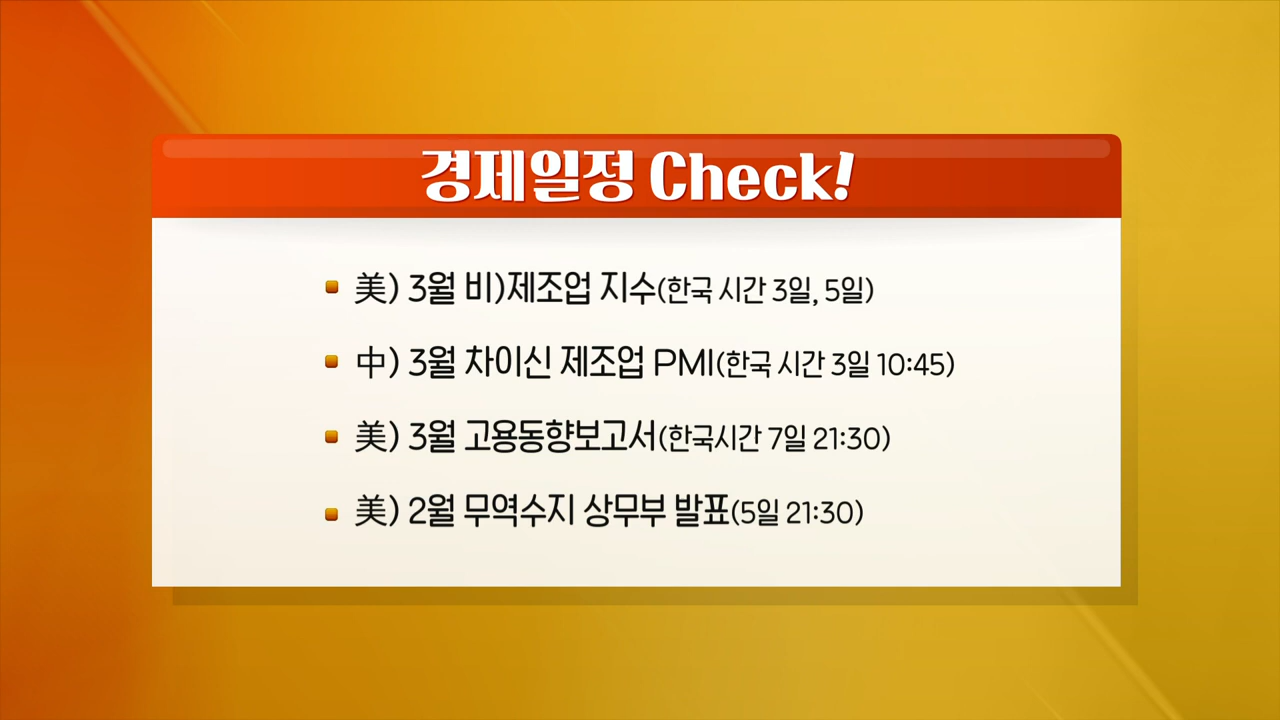 경제일정 Check!
美) 3월 비)제조업 지수(한국 시간 3일, 5일)
中) 3월 차이신 제조업 PMI(한국 시간 3일 10:45)
美) 3월 고용동향보고서(한국시간 7일 21:30)
美) 2월 무역수지 상무부 발표(5일 21:30)